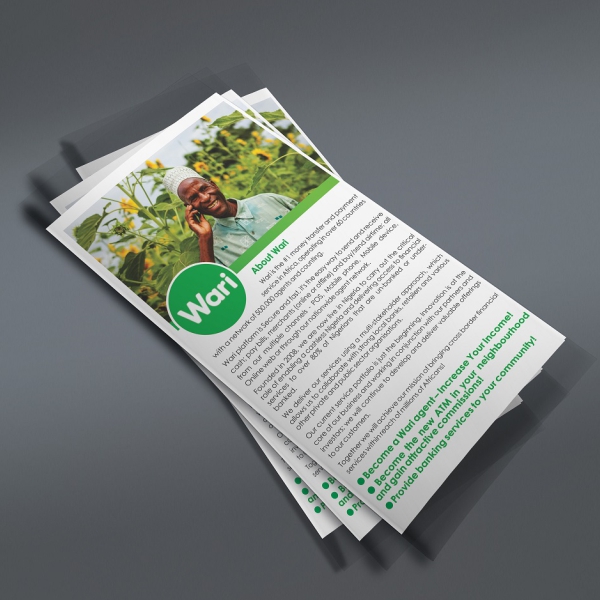 Wari
About Wari
Wari is the #1 money transfer and payment
service in Africa, operating in over 60 countries
with a network of 500,000 agents and counting.
Wari platform is Secure and fast, it's the easy way to send and receive
cash, pay bills, merchants (online or offline) and buy/send airtime; all
from our multiple channels - POS, Mobile phone, Mobile device,
Online web or throughout nationwide agent network.
Founded in 2008, we are now live in Nigeria to carry out the critical
role of enabling a cashless Nigeria and delivering access to financial
services to over 80% of Nigerians that are un-banked or under-
banked.
We deliver our services using a multi-stakeholder approach, which
allows us to collaborate with strong local banks, retailers and various
other private and public sector organisations.
Our current service portfolio is just the beginning. Innovation is at the
core of our business and working in conjunction with our partners and
investors, we will continue to develop and deliver valuable offerings
to our customers.
Together we will achieve our mission of bringing cross border financial
services within reach of millions of Africans!
● Become a Wari agent – Increase Your Income!
● Become the new ATM in your neighbourhood
and gain attractive commissions!
● Provide banking services to your community!